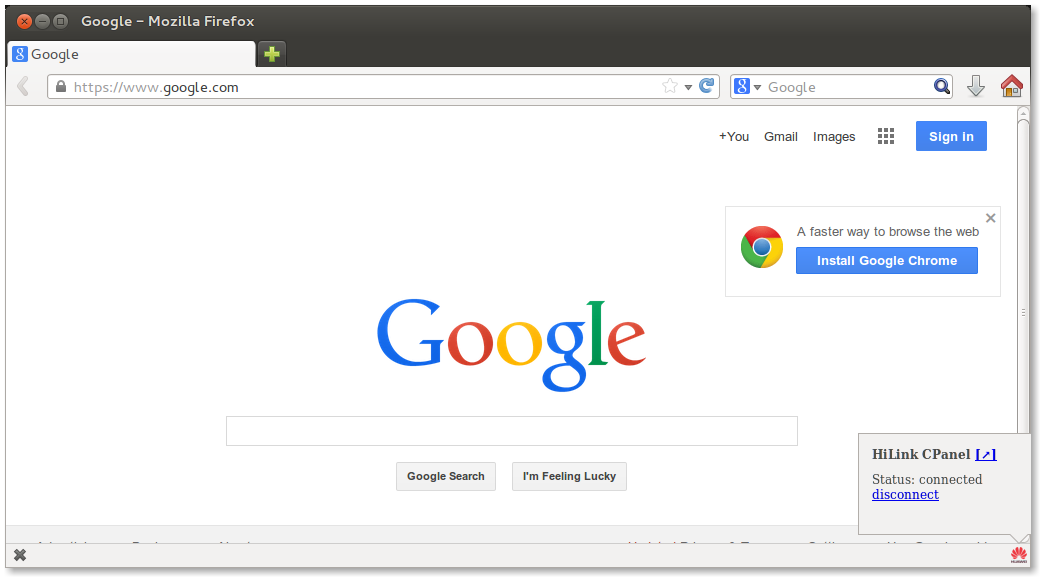 Google - Mozilla Firefox
Google
https://www.google.com
Google
+You Gmail Images Sign in
A faster way to browse the web
Install Google Chrome
Google
Google Search I'm Feeling Lucky
HiLink CPanel [↗]
Status: connected
disconnect
HUAWEI